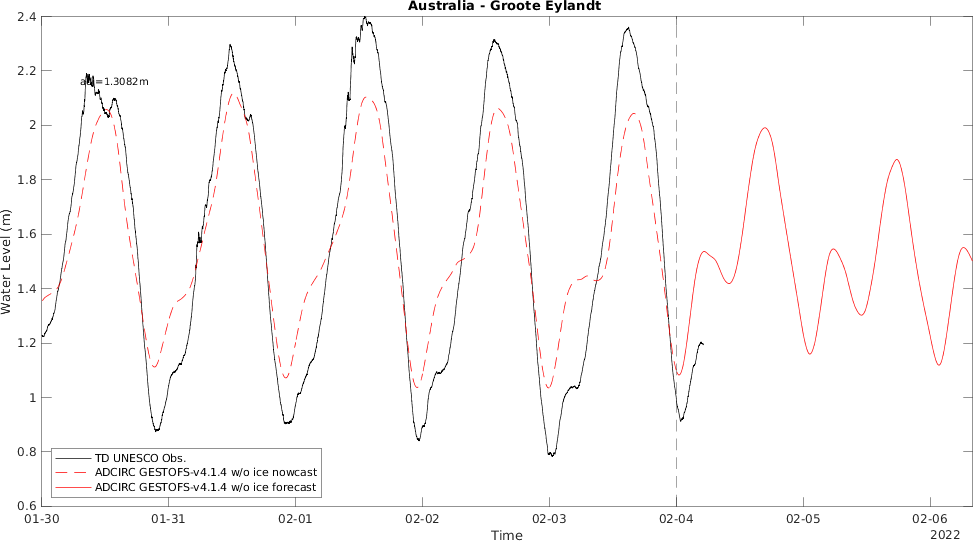 Australia - Groote Eylandt
2.4
2.2
2
1.8
1.6
1.4
1.2
1
0.8
0.6
Water Level (m)
=1.3082m
TD UNESCO Obs.
ADCIRC GESTOFS-v4.1.4 w/o ice nowcast
ADCIRC GESTOFS-v4.1.4 w/o ice forecast
01-30 01-31 02-01 02-02 02-03 02-04 02-05 02-06
Time
2022